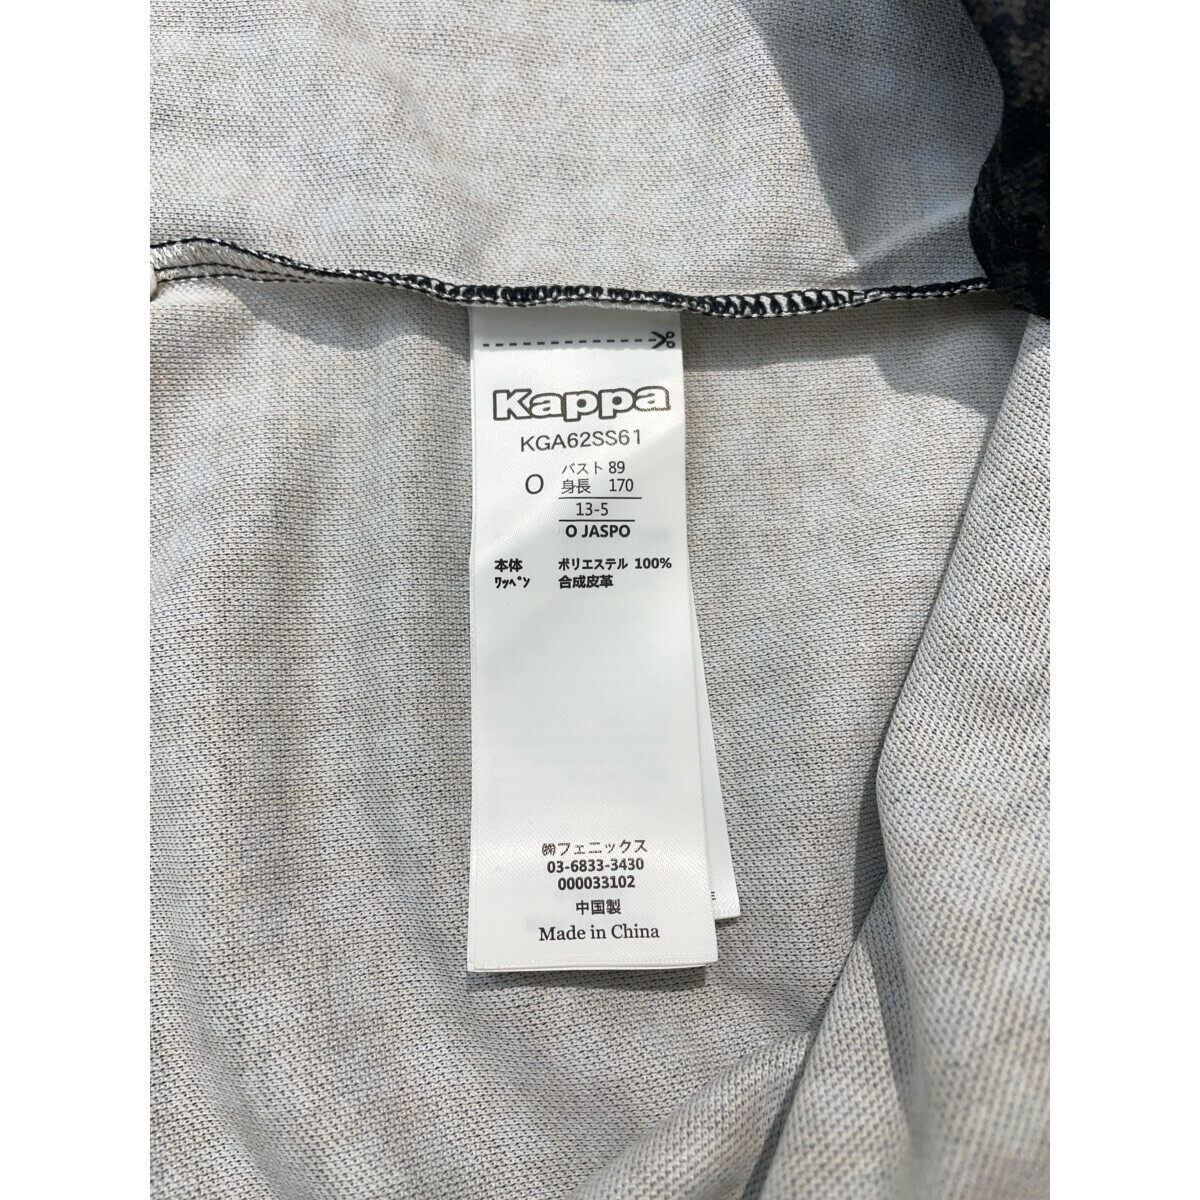 Kappa
KGA62SS61
O
バスト 89
身長 170
13-5
O JASPO
本体 ポリエステル 100%
ﾜｯﾍﾟﾝ 合成皮革
㈱フェニックス
03-6833-3430
000033102
中国製
Made in China